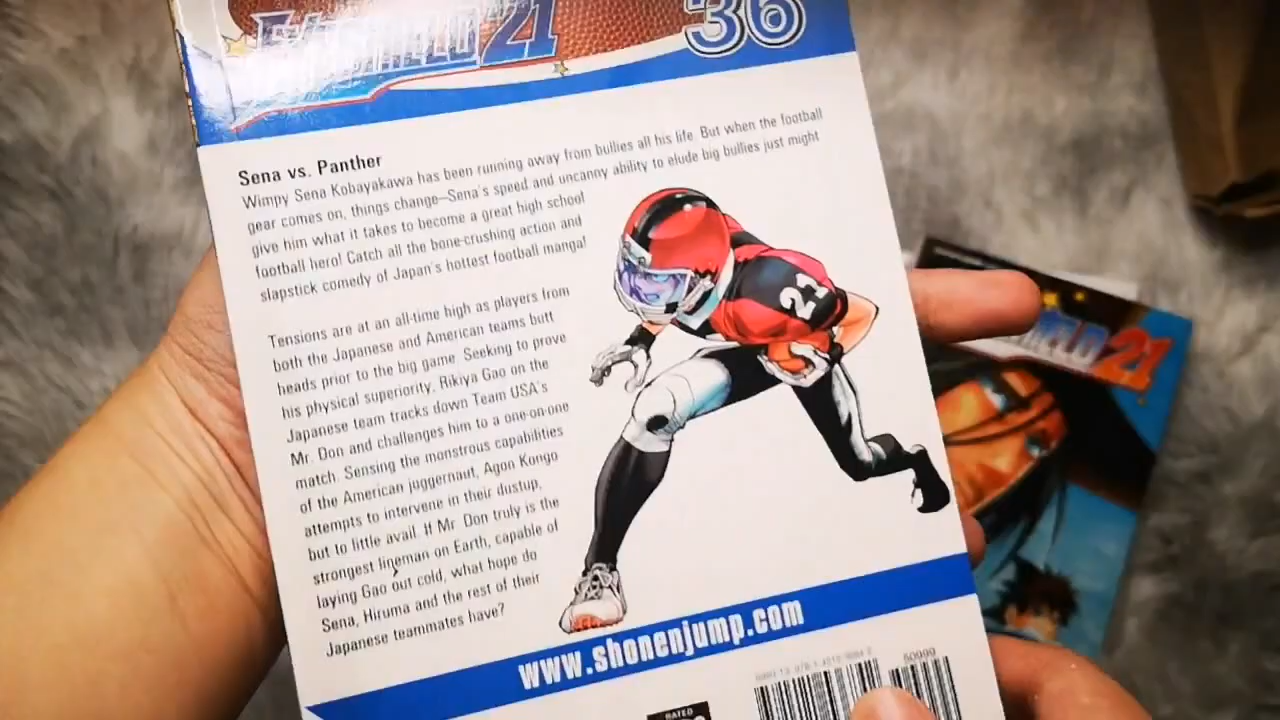 EYESHIELD 21
36
Sena vs. Panther
Wimpy Sena Kobayakawa has been running away from bullies all his life. But when the football
gear comes on, things change—Sena's speed and uncanny ability to elude big bullies just might
give him what it takes to become a great high school
football hero! Catch all the bone-crushing action and
slapstick comedy of Japan's hottest football manga!
Tensions are at an all-time high as players from
both the Japanese and American teams butt
heads prior to the big game. Seeking to prove
his physical superiority, Rikiya Gao on the
Japanese team tracks down Team USA's
Mr. Don and challenges him to a one-on-one
match. Sensing the monstrous capabilities
of the American juggernaut, Agon Kongo
attempts to intervene in their dustup,
but to little avail. If Mr. Don truly is the
strongest lineman on Earth, capable of
laying Gao out cold, what hope do
Sena, Hiruma and the rest of their
Japanese teammates have?
21
21
www.shonenjump.com
50999
RATED